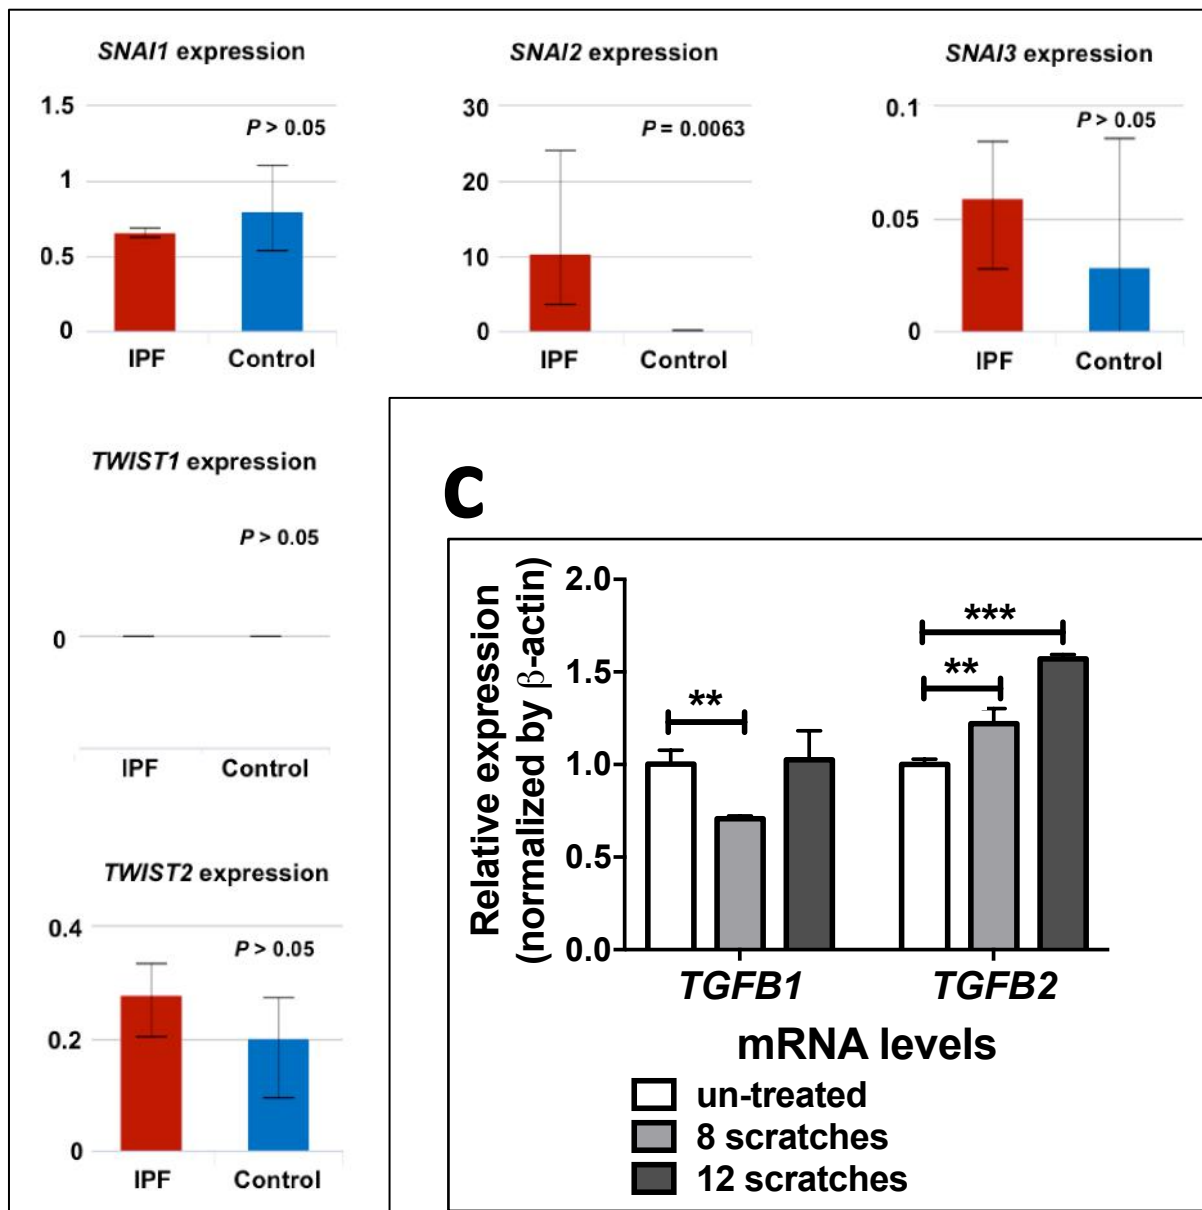 SNAI1 expression
1.5
1
0.5
0
P > 0.05
IPF
Control
SNAI2 expression
30
20
10
0
P = 0.0063
IPF
Control
SNAI3 expression
0.1
0.05
0
P > 0.05
IPF
Control
TWIST1 expression
P > 0.05
0
IPF
Control
TWIST2 expression
0.4
0.2
0
P > 0.05
IPF
Control
C
Relative expression
(normalized by β-actin)
2.0
1.5
1.0
0.5
0.0
**
**
***
TGFB1
TGFB2
mRNA levels
un-treated
8 scratches
12 scratches